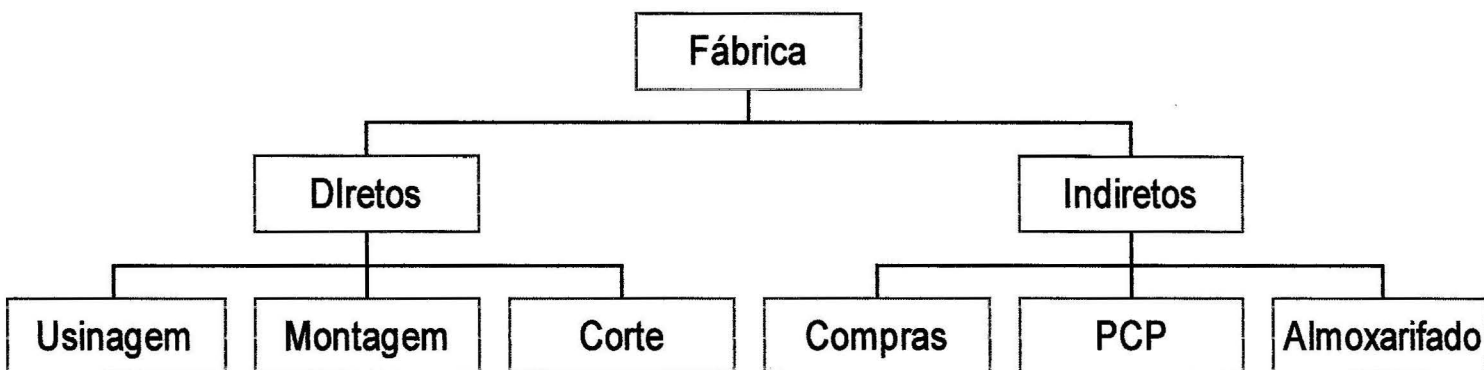 Fábrica
DIretos
Indiretos
Usinagem
Montagem
Corte
Compras
PCP
Almoxarifado